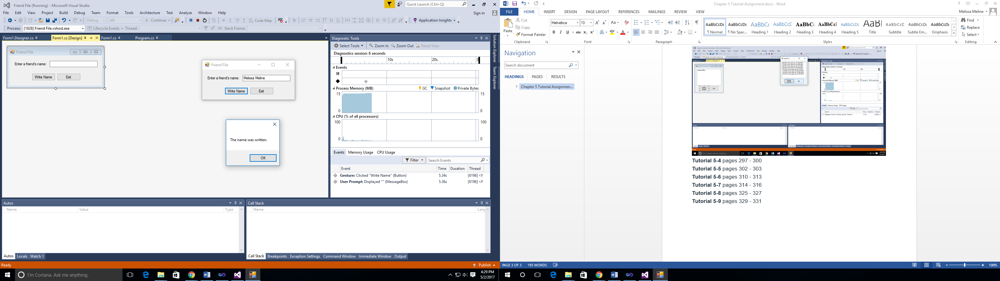 Friend File (Running) - Microsoft Visual Studio
Quick Launch (Ctrl+Q)
File Edit View Project Build Debug Team Format Tools Architecture Test Analyze Window Help
Sign in
Debug x86 Continue Code Map Application Insights
Process: [1828] Friend File.vshost.exe Lifecycle Events Thread: Stack Frame:
Form1.Designer.cs Form1.cs [Design] Form1.cs Program.cs
Friend File
Enter a friend's name:
Write Name Exit
Friend File
Enter a friend's name: Melissa Meline
Write Name Exit
The name was written.
OK
Diagnostic Tools
Select Tools Zoom In Zoom Out Reset View
Diagnostics session: 6 seconds
10s 20s 3
Events
Process Memory (MB) GC Snapshot Private Bytes
15 15
0 0
CPU (% of all processors)
100 100
0 0
Events Memory Usage CPU Usage
Filter Search Events
Event Time Duration Thread
Gesture: Clicked "Write Name" (Button) 5.34s [6196] <N
User Prompt: Displayed "" (MessageBox) 5.36s [6196] <N
Solution Explorer
Team Explorer
Autos
Name Value Type
Autos Locals Watch 1
Call Stack
Name Lang
Call Stack Breakpoints Exception Settings Command Window Immediate Window Output
Ready Publish
I'm Cortana. Ask me anything.
4:29 PM
5/2/2017
Chapter 5 Tutorial Assignment.docx - Word
FILE HOME INSERT DESIGN PAGE LAYOUT REFERENCES MAILINGS REVIEW VIEW
Melissa Meline
Paste Cut Copy Format Painter
Helvetica 13
Clipboard Font Paragraph Styles Editing
AaBbCcDc ¶ Normal
AaBbCcDc ¶ No Spac...
AaBbCc Heading 1
AaBbCcD Heading 2
AaBbC Heading 3
AaBbC Heading 4
AaBbCcD Heading 5
AaBl Title
AaBbCcD Subtitle
AaBbCcDc Subtle Em...
AaBbCcDc Emphasis
Find
Replace
Select
Navigation
Search document
HEADINGS PAGES RESULTS
Chapter 5 Tutorial Assignmen...
Tutorial 5-4 pages 297 - 300
Tutorial 5-5 pages 302 - 303
Tutorial 5-6 pages 310 - 313
Tutorial 5-7 pages 314 - 316
Tutorial 5-8 pages 325 - 327
Tutorial 5-9 pages 329 - 331
PAGE 3 OF 3 193 WORDS 100%